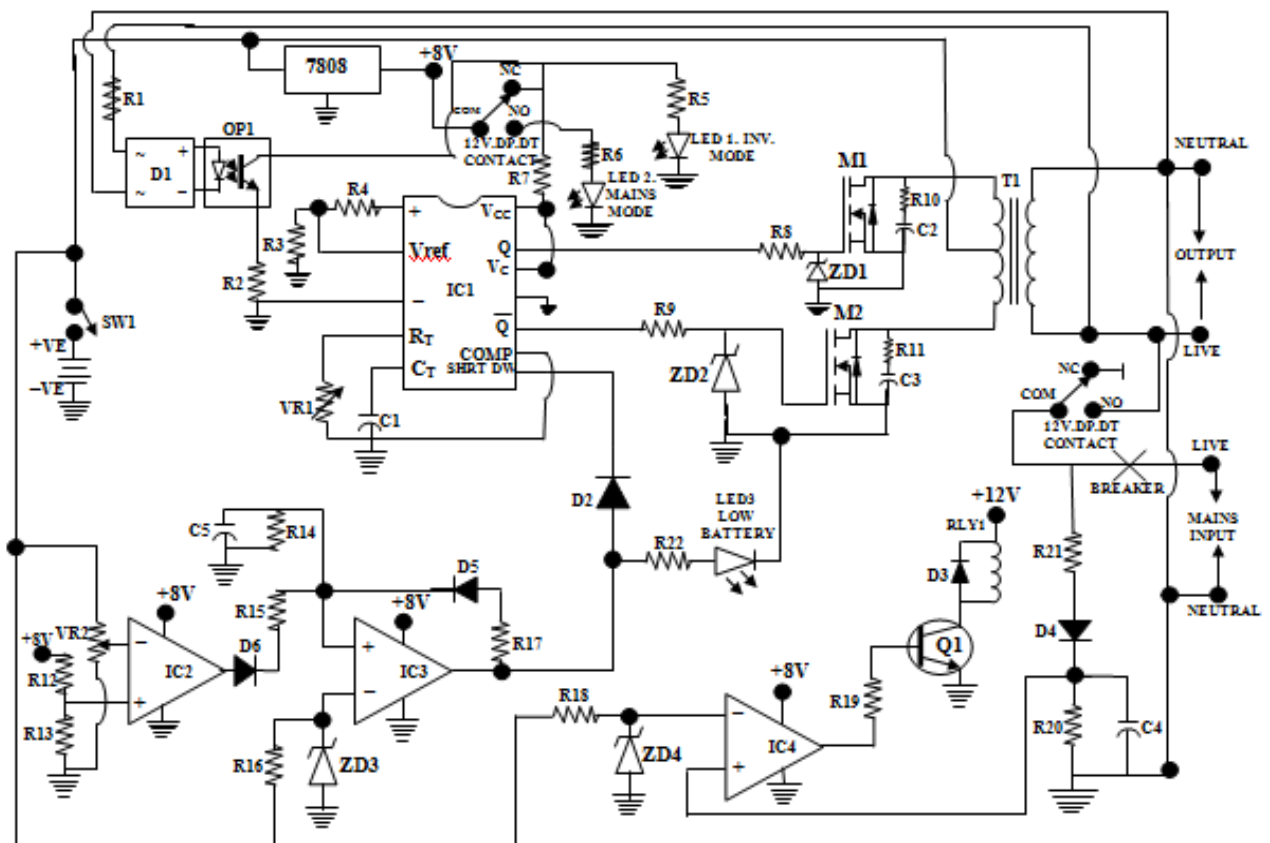 7808
+8V
NC
COM
NO
12V.DP.DT
CONTACT
R1
OP1
D1
~
~
+
−
R5
LED 1. INV.
MODE
R6
LED 2.
MAINS
MODE
R7
M1
T1
NEUTRAL
R4
R3
R2
+
Vref
−
RT
CT
IC1
VCC
Q
VC
Q̅
COMP
SHRT DW
R8
ZD1
R10
C2
OUTPUT
M2
R9
ZD2
R11
C3
LIVE
SW1
+VE
−VE
VR1
C1
NC
COM
NO
12V.DP.DT
CONTACT
LIVE
BREAKER
MAINS
INPUT
NEUTRAL
D2
LED3
LOW
BATTERY
R22
+12V
RLY1
D3
R21
D4
C5
R14
D5
R15
R17
+8V
+8V
+8V
VR2
R12
R13
−
+
IC2
D6
+
−
IC3
R16
ZD3
R18
ZD4
+8V
−
+
IC4
R19
Q1
R20
C4